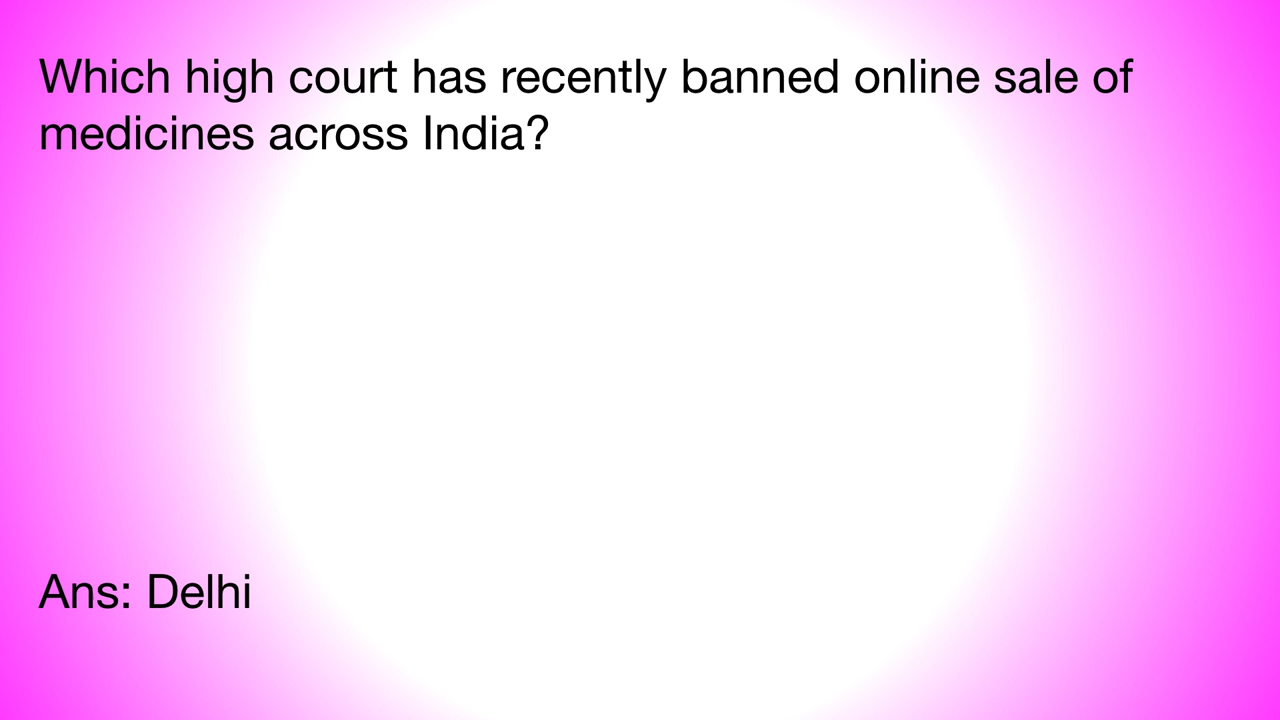 Which high court has recently banned online sale of
medicines across India?
Ans: Delhi